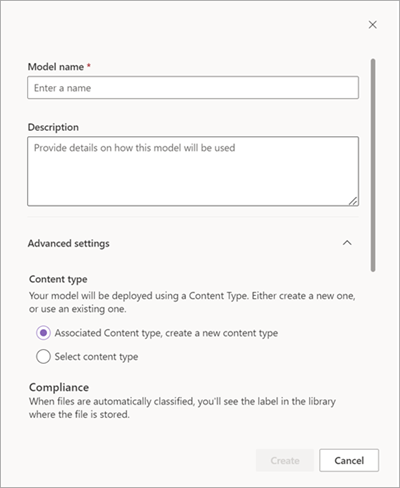 Model name *
Enter a name
Description
Provide details on how this model will be used
Advanced settings
Content type
Your model will be deployed using a Content Type. Either create a new one,
or use an existing one.
Associated Content type, create a new content type
Select content type
Compliance
When files are automatically classified, you'll see the label in the library
where the file is stored.
Create
Cancel